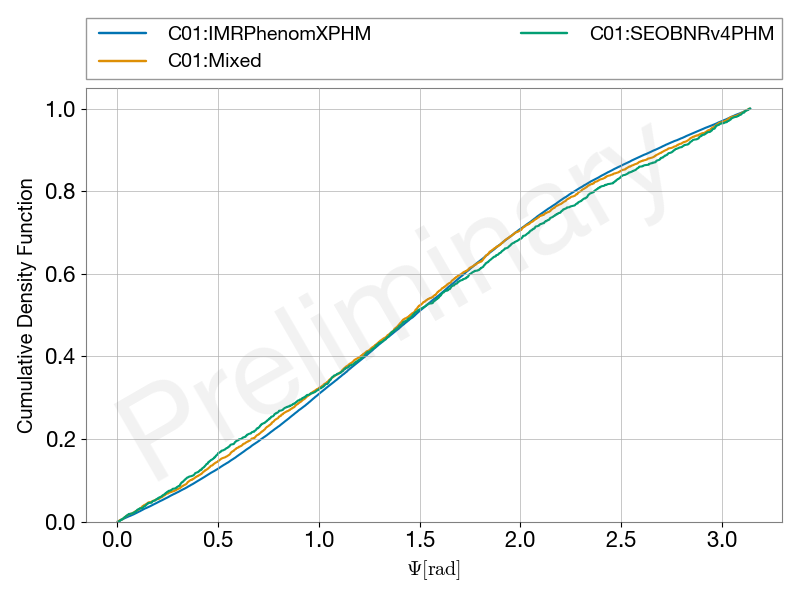 C01:IMRPhenomXPHM
C01:Mixed
C01:SEOBNRv4PHM
Preliminary
Cumulative Density Function
1.0
0.8
0.6
0.4
0.2
0.0
0.0 0.5 1.0 1.5 2.0 2.5 3.0
Ψ[rad]